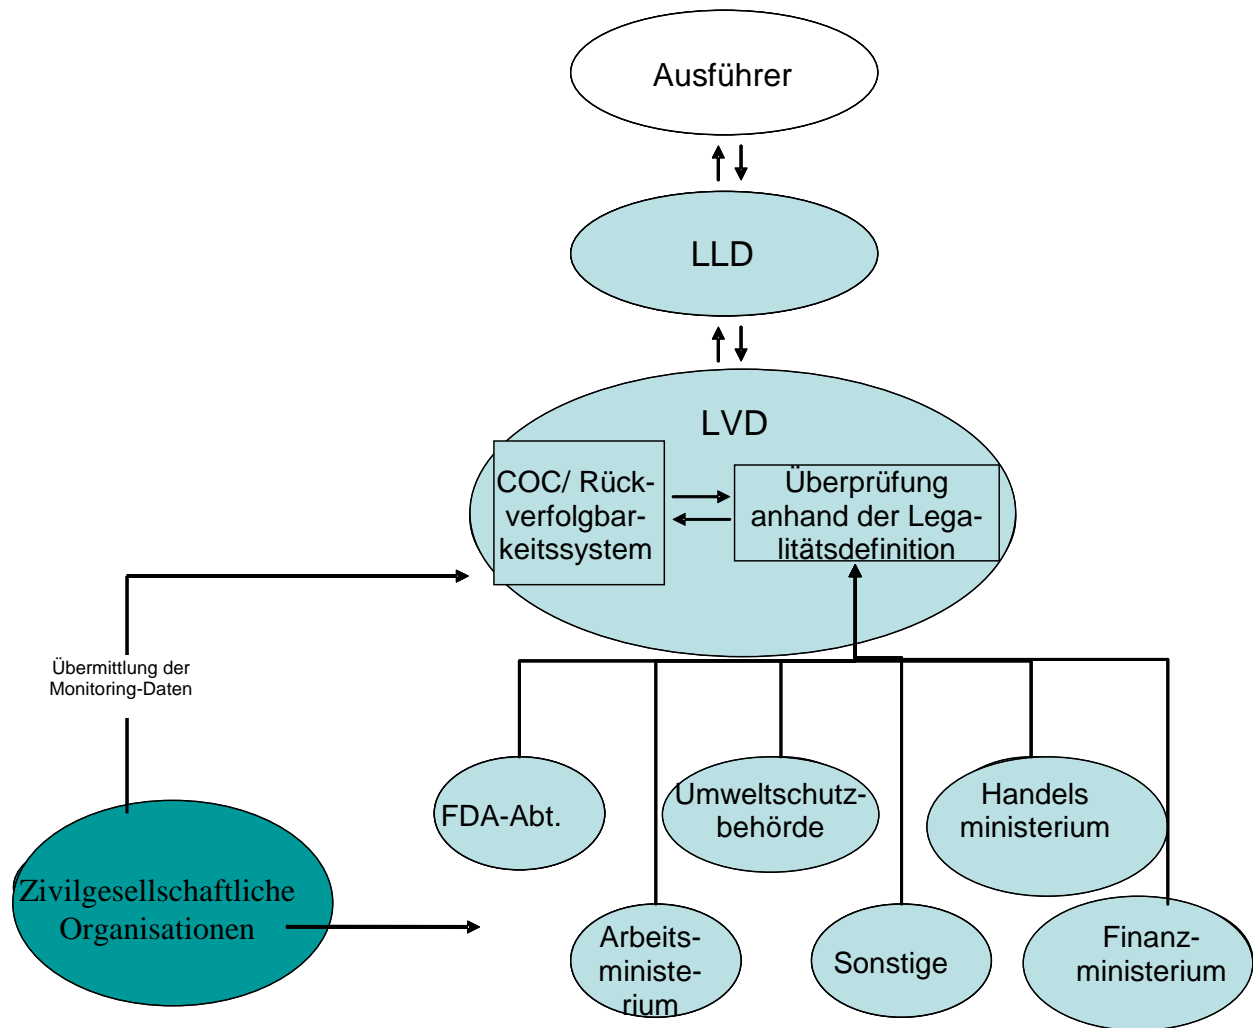 Ausführer
LLD
LVD
COC/ Rück-
verfolgbar-
keitssystem
Überprüfung
anhand der Lega-
litätsdefinition
Übermittlung der
Monitoring-Daten
FDA-Abt.
Umweltschutz-
behörde
Handels
ministerium
Zivilgesellschaftliche
Organisationen
Arbeits-
ministe-
rium
Sonstige
Finanz-
ministerium